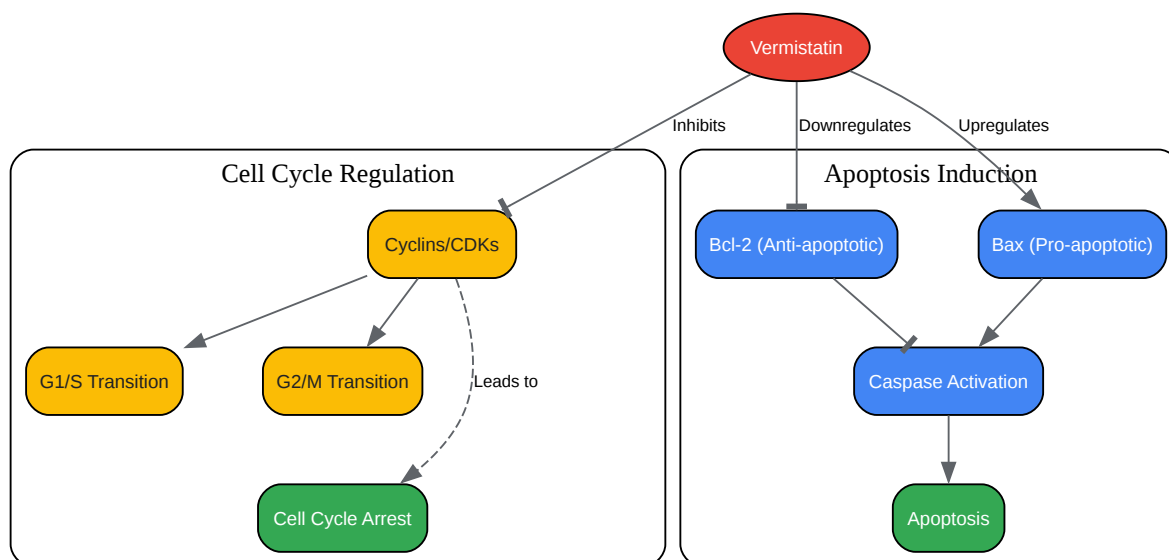 Vermistatin
Inhibits
Downregulates
Upregulates
Cell Cycle Regulation
Apoptosis Induction
Cyclins/CDKs
Bcl-2 (Anti-apoptotic)
Bax (Pro-apoptotic)
G1/S Transition
G2/M Transition
Leads to
Caspase Activation
Cell Cycle Arrest
Apoptosis